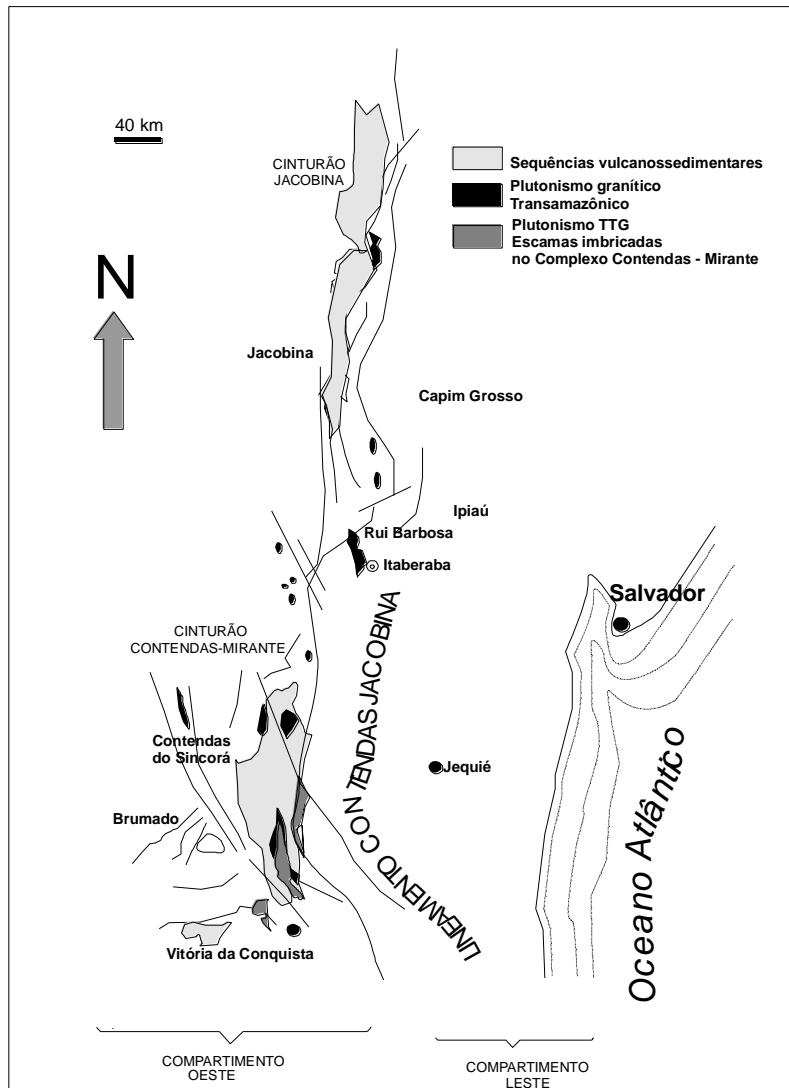 40 km
CINTURÃO
JACOBINA
Sequências vulcanossedimentares
Plutonismo granítico
Transamazônico
Plutonismo TTG
Escamas imbricadas
no Complexo Contendas - Mirante
N
Jacobina
Capim Grosso
Ipiaú
Rui Barbosa
Itaberaba
Salvador
CINTURÃO
CONTENDAS-MIRANTE
LINEAMENTO CONTENDAS JACOBINA
Contendas
do Sincorá
Jequié
Oceano Atlântico
Brumado
Vitória da Conquista
COMPARTIMENTO
OESTE
COMPARTIMENTO
LESTE